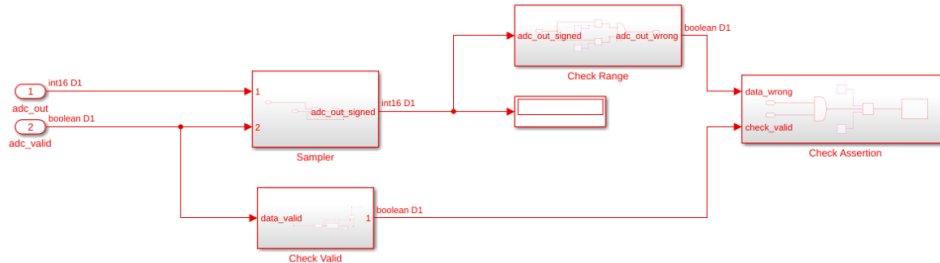 boolean D1
adc_out_signed
adc_out_wrong
Check Range
int16 D1
1
adc_out
1
adc_out_signed
int16 D1
data_wrong
boolean D1
2
adc_valid
2
check_valid
Sampler
Check Assertion
boolean D1
data_valid
1
Check Valid